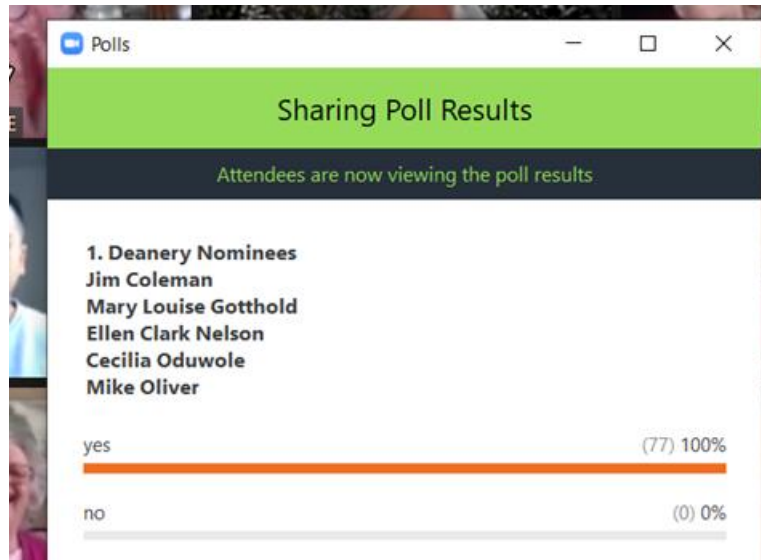 Polls
Sharing Poll Results
Attendees are now viewing the poll results
1. Deanery Nominees
Jim Coleman
Mary Louise Gotthold
Ellen Clark Nelson
Cecilia Oduwole
Mike Oliver
yes (77) 100%
no (0) 0%